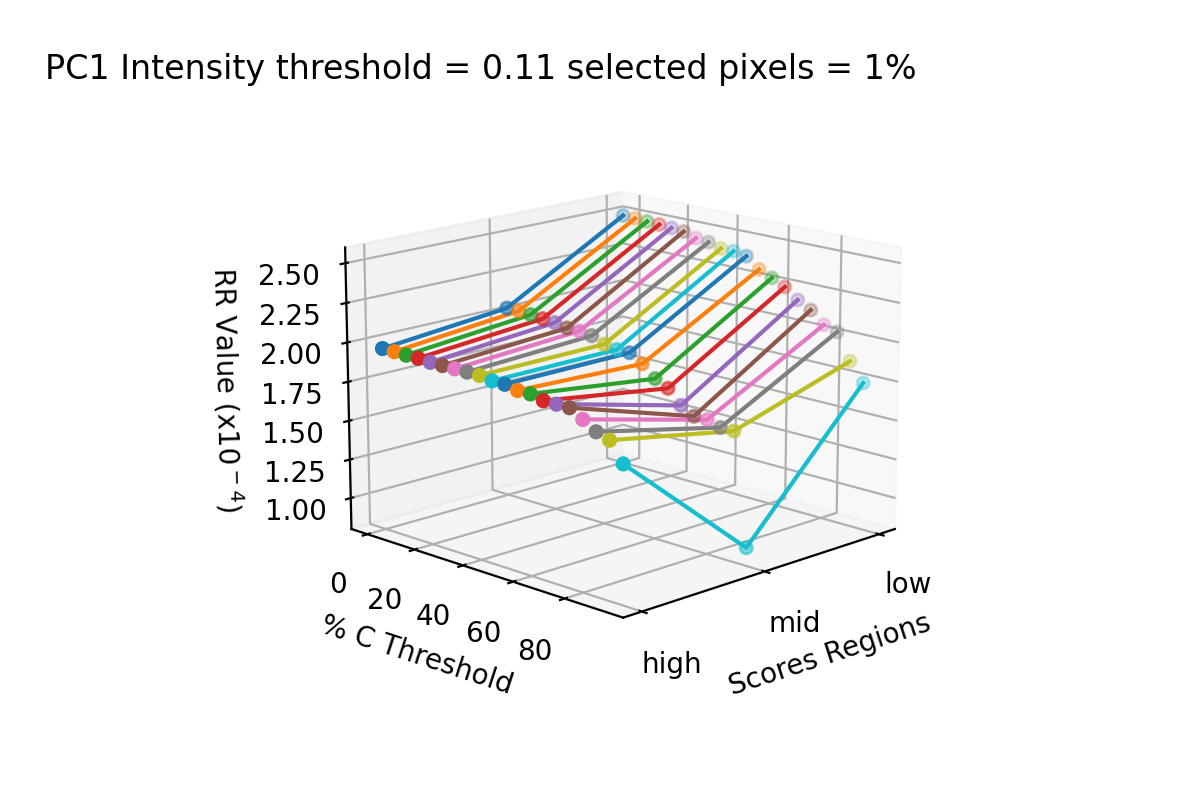 PC1 Intensity threshold = 0.11 selected pixels = 1%
RR Value (x10⁻⁴)
2.50
2.25
2.00
1.75
1.50
1.25
1.00
0
20
40
60
80
% C Threshold
high
mid
low
Scores Regions